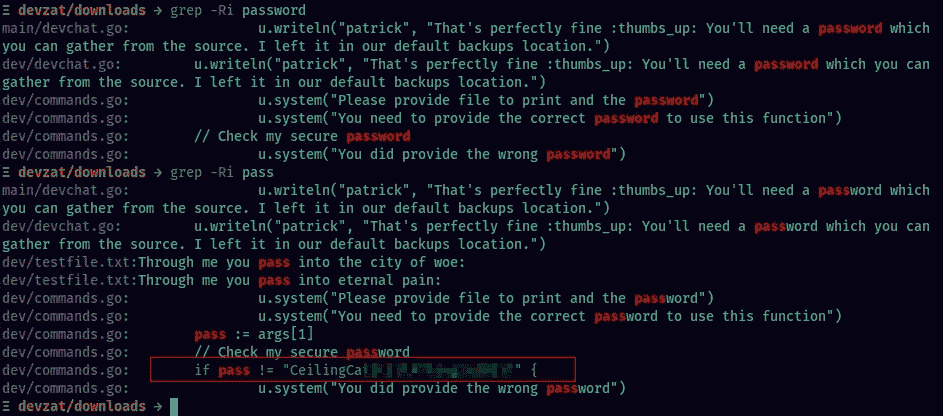 Ξ devzat/downloads → grep -Ri password
main/devchat.go: u.writeln("patrick", "That's perfectly fine :thumbs_up: You'll need a password which
you can gather from the source. I left it in our default backups location.")
dev/devchat.go: u.writeln("patrick", "That's perfectly fine :thumbs_up: You'll need a password which you can
gather from the source. I left it in our default backups location.")
dev/commands.go: u.system("Please provide file to print and the password")
dev/commands.go: u.system("You need to provide the correct password to use this function")
dev/commands.go: // Check my secure password
dev/commands.go: u.system("You did provide the wrong password")
Ξ devzat/downloads → grep -Ri pass
main/devchat.go: u.writeln("patrick", "That's perfectly fine :thumbs_up: You'll need a password which
you can gather from the source. I left it in our default backups location.")
dev/devchat.go: u.writeln("patrick", "That's perfectly fine :thumbs_up: You'll need a password which you can
gather from the source. I left it in our default backups location.")
dev/testfile.txt:Through me you pass into the city of woe:
dev/testfile.txt:Through me you pass into eternal pain:
dev/commands.go: u.system("Please provide file to print and the password")
dev/commands.go: u.system("You need to provide the correct password to use this function")
dev/commands.go: pass := args[1]
dev/commands.go: // Check my secure password
dev/commands.go: if pass != " " {
dev/commands.go: u.system("You did provide the wrong password")
Ξ devzat/downloads →